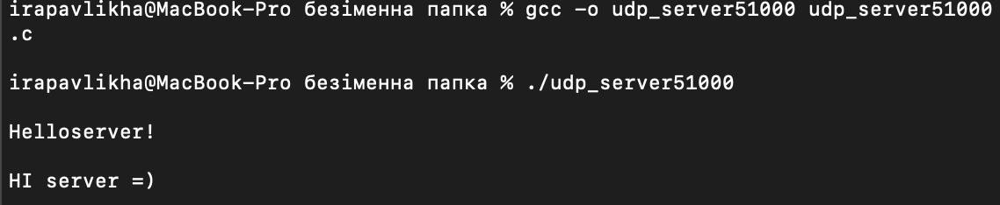 irapavlikha@MacBook-Pro безіменна папка % gcc -o udp_server51000 udp_server51000
.c
irapavlikha@MacBook-Pro безіменна папка % ./udp_server51000
Helloserver!
HI server =)